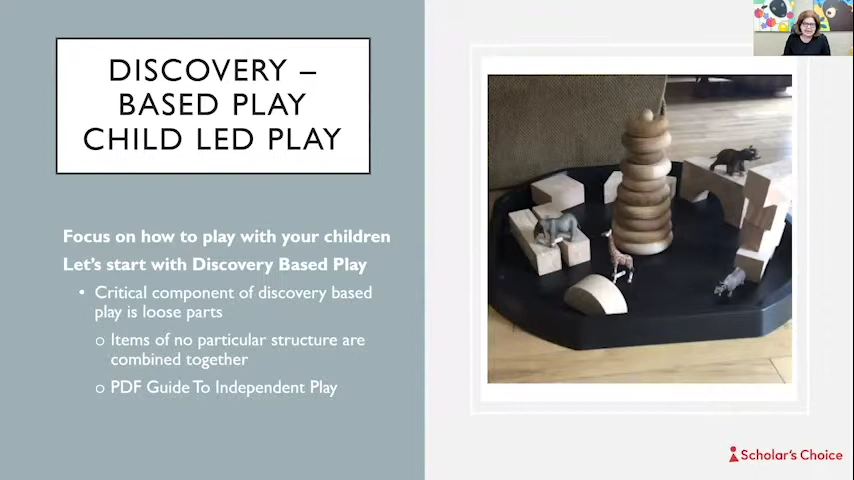 DISCOVERY –
BASED PLAY
CHILD LED PLAY
Focus on how to play with your children
Let's start with Discovery Based Play
• Critical component of discovery based
play is loose parts
o Items of no particular structure are
combined together
o PDF Guide To Independent Play
Scholar's Choice